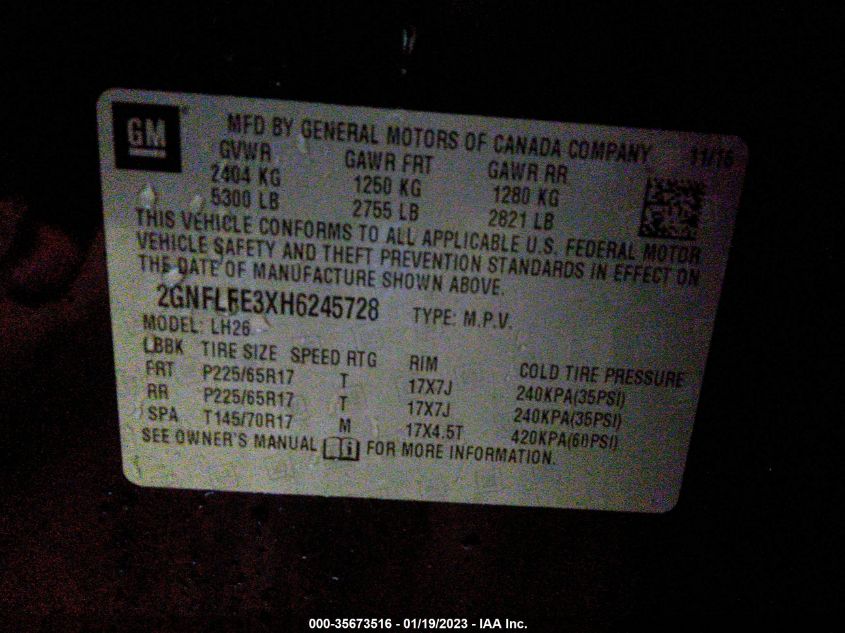 GM
MFD BY GENERAL MOTORS OF CANADA COMPANY 11/16
GVWR GAWR FRT GAWR RR
2404 KG 1250 KG 1280 KG
5300 LB 2755 LB 2821 LB
THIS VEHICLE CONFORMS TO ALL APPLICABLE U.S. FEDERAL MOTOR
VEHICLE SAFETY AND THEFT PREVENTION STANDARDS IN EFFECT ON
THE DATE OF MANUFACTURE SHOWN ABOVE.
2GNFLFE3XH6245728 TYPE: M.P.V.
MODEL: LH26
LBBK TIRE SIZE SPEED RTG RIM COLD TIRE PRESSURE
FRT P225/65R17 T 17X7J 240KPA(35PSI)
RR P225/65R17 T 17X7J 240KPA(35PSI)
SPA T145/70R17 M 17X4.5T 420KPA(60PSI)
SEE OWNER'S MANUAL FOR MORE INFORMATION.
000-35673516 - 01/19/2023 - IAA Inc.